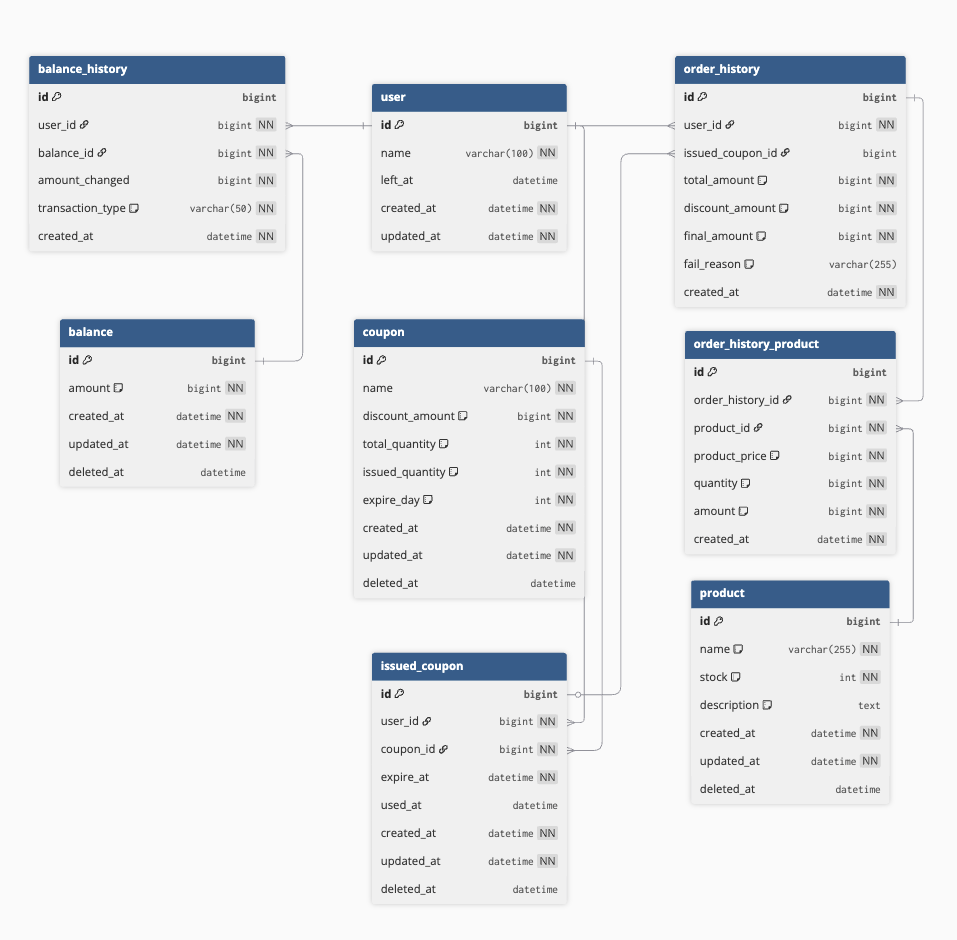 balance_history
id bigint
user_id bigint NN
balance_id bigint NN
amount_changed bigint NN
transaction_type varchar(50) NN
created_at datetime NN
user
id bigint
name varchar(100) NN
left_at datetime
created_at datetime NN
updated_at datetime NN
order_history
id bigint
user_id bigint NN
issued_coupon_id bigint
total_amount bigint NN
discount_amount bigint NN
final_amount bigint NN
fail_reason varchar(255)
created_at datetime NN
balance
id bigint
amount bigint NN
created_at datetime NN
updated_at datetime NN
deleted_at datetime
coupon
id bigint
name varchar(100) NN
discount_amount bigint NN
total_quantity int NN
issued_quantity int NN
expire_day int NN
created_at datetime NN
updated_at datetime NN
deleted_at datetime
order_history_product
id bigint
order_history_id bigint NN
product_id bigint NN
product_price bigint NN
quantity bigint NN
amount bigint NN
created_at datetime NN
product
id bigint
name varchar(255) NN
stock int NN
description text
created_at datetime NN
updated_at datetime NN
deleted_at datetime
issued_coupon
id bigint
user_id bigint NN
coupon_id bigint NN
expire_at datetime NN
used_at datetime
created_at datetime NN
updated_at datetime NN
deleted_at datetime